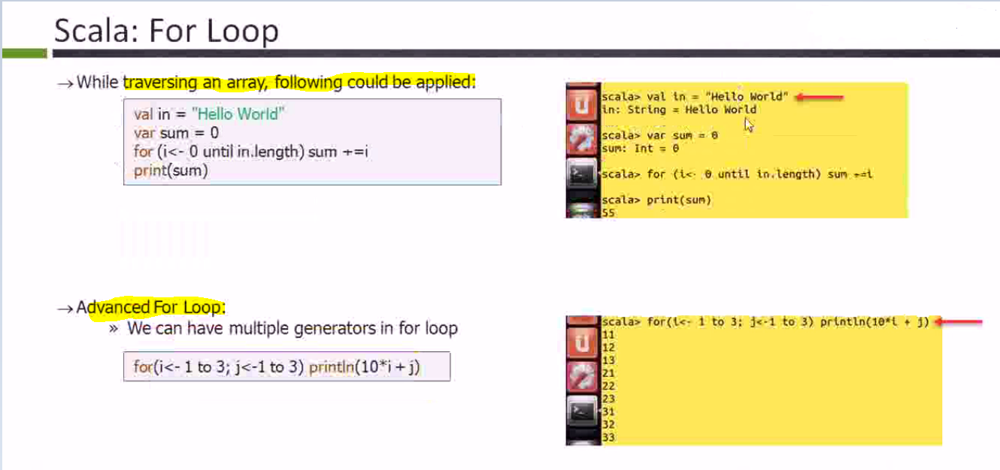 Scala: For Loop
→ While traversing an array, following could be applied:
val in = "Hello World"
var sum = 0
for (i<- 0 until in.length) sum +=i
print(sum)
scala> val in = "Hello World"
in: String = Hello World
scala> var sum = 0
sum: Int = 0
scala> for (i<- 0 until in.length) sum +=i
scala> print(sum)
55
→ Advanced For Loop:
» We can have multiple generators in for loop
for(i<- 1 to 3; j<-1 to 3) println(10*i + j)
scala> for(i<- 1 to 3; j<-1 to 3) println(10*i + j)
11
12
13
21
22
23
31
32
33